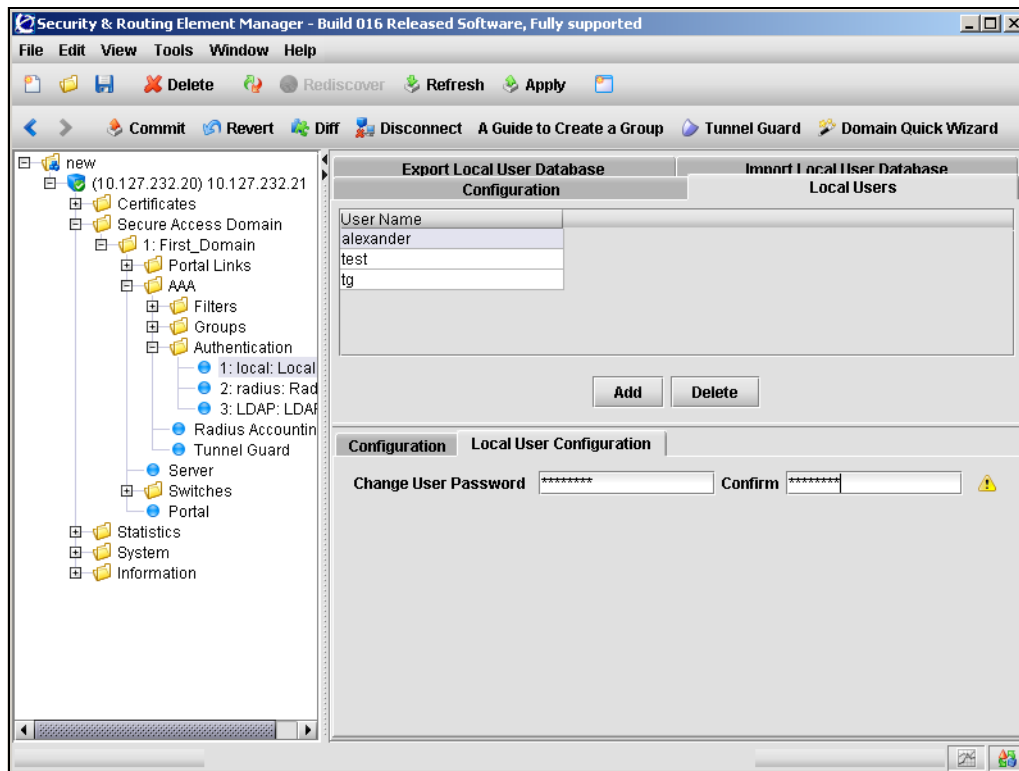 Security & Routing Element Manager - Build 016 Released Software, Fully supported
File Edit View Tools Window Help
Delete Rediscover Refresh Apply
Commit Revert Diff Disconnect A Guide to Create a Group Tunnel Guard Domain Quick Wizard
new
(10.127.232.20) 10.127.232.21
Certificates
Secure Access Domain
1: First_Domain
Portal Links
AAA
Filters
Groups
Authentication
1: local: Local
2: radius: Rad
3: LDAP: LDAF
Radius Accountin
Tunnel Guard
Server
Switches
Portal
Statistics
System
Information
Export Local User Database Import Local User Database
Configuration Local Users
User Name
alexander
test
tg
Add Delete
Configuration Local User Configuration
Change User Password ******** Confirm ********